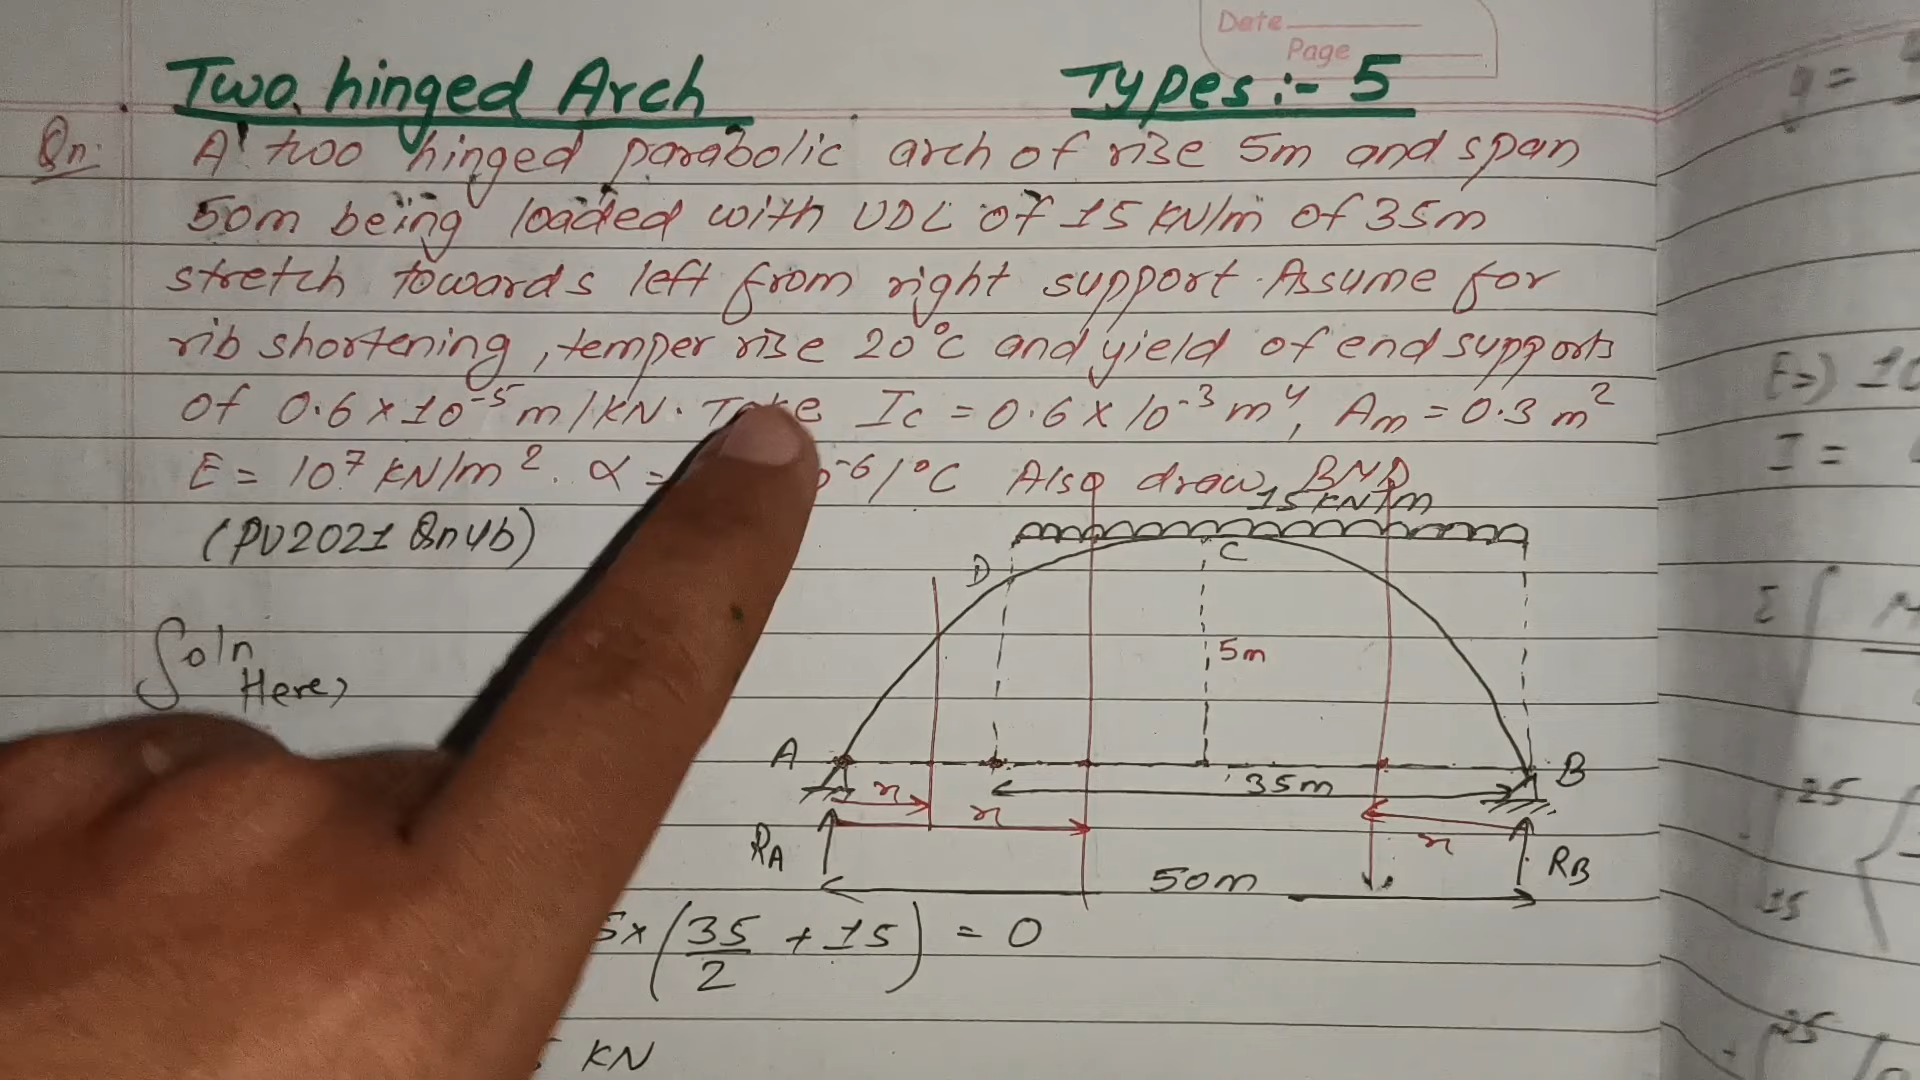 Date
Page
Two hinged Arch Types:- 5
Qn: A two hinged parabolic arch of rise 5m and span
50m being loaded with UDL of 15 KN/m of 35m
stretch towards left from right support. Assume for
rib shortening, temper rise 20°C and yield of end supports
of 0.6 x 10⁻⁵ m/KN. Take Ic = 0.6 x 10⁻³ m⁴, Am = 0.3 m²
E = 10⁷ KN/m². α = ⁻⁶/°C Also draw BMD
(PU2021 Qn4b)
15 KN/m
D
C
Soln
Here,
5m
A
B
35m
x
x
x
RA
RB
50m
x (35/2 + 15) = 0
KN
y =
I =
25
25